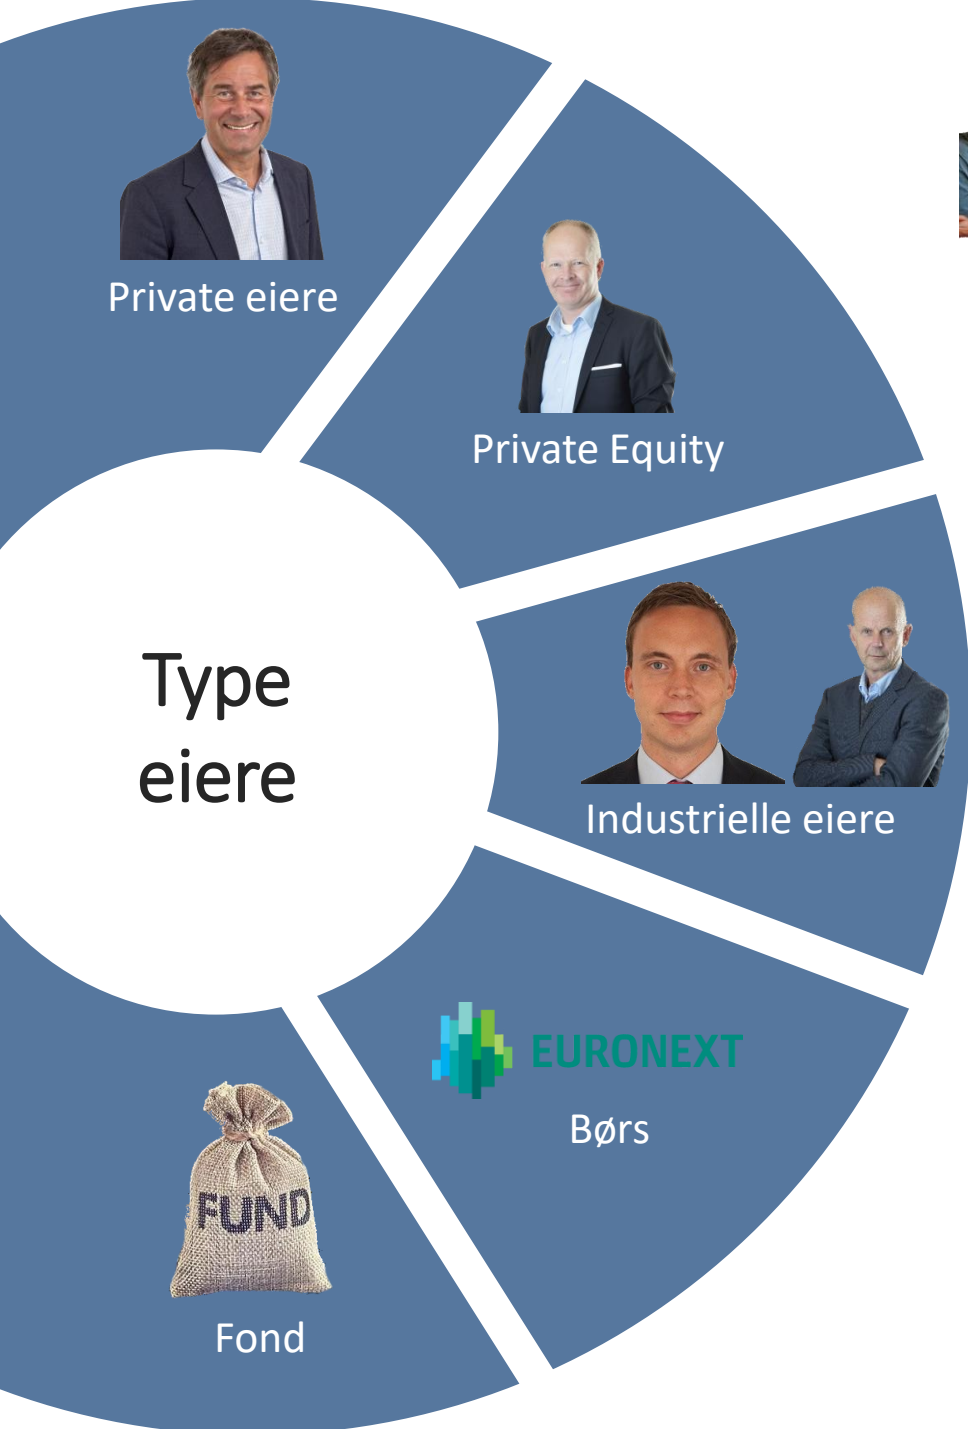 Private eiere
Private Equity
Type
eiere
Industrielle eiere
EURONEXT
Børs
FUND
Fond